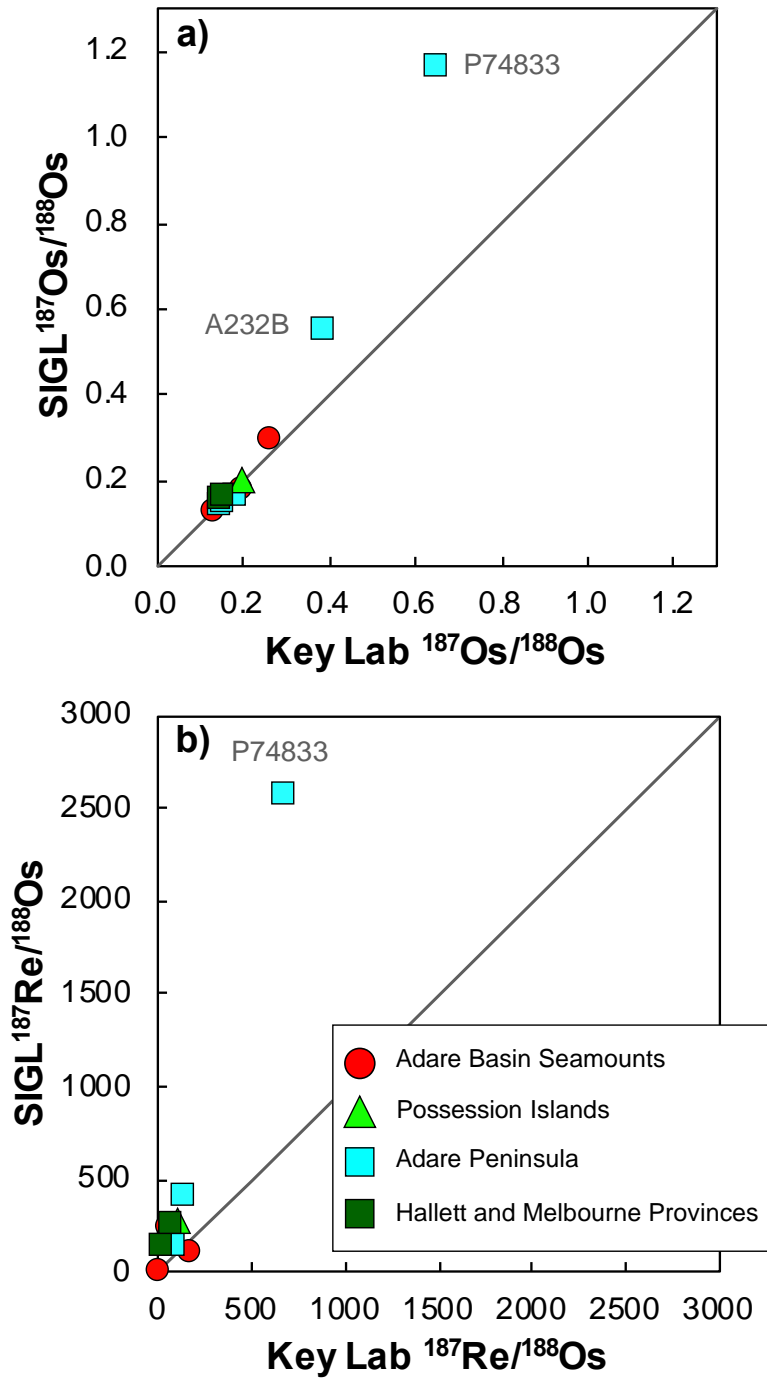 a)
1.2
1.0
0.8
0.6
0.4
0.2
0.0
SIGL ¹⁸⁷Os/¹⁸⁸Os
P74833
A232B
0.0 0.2 0.4 0.6 0.8 1.0 1.2
Key Lab ¹⁸⁷Os/¹⁸⁸Os
b)
3000
2500
2000
1500
1000
500
0
SIGL ¹⁸⁷Re/¹⁸⁸Os
P74833
Adare Basin Seamounts
Possession Islands
Adare Peninsula
Hallett and Melbourne Provinces
0 500 1000 1500 2000 2500 3000
Key Lab ¹⁸⁷Re/¹⁸⁸Os